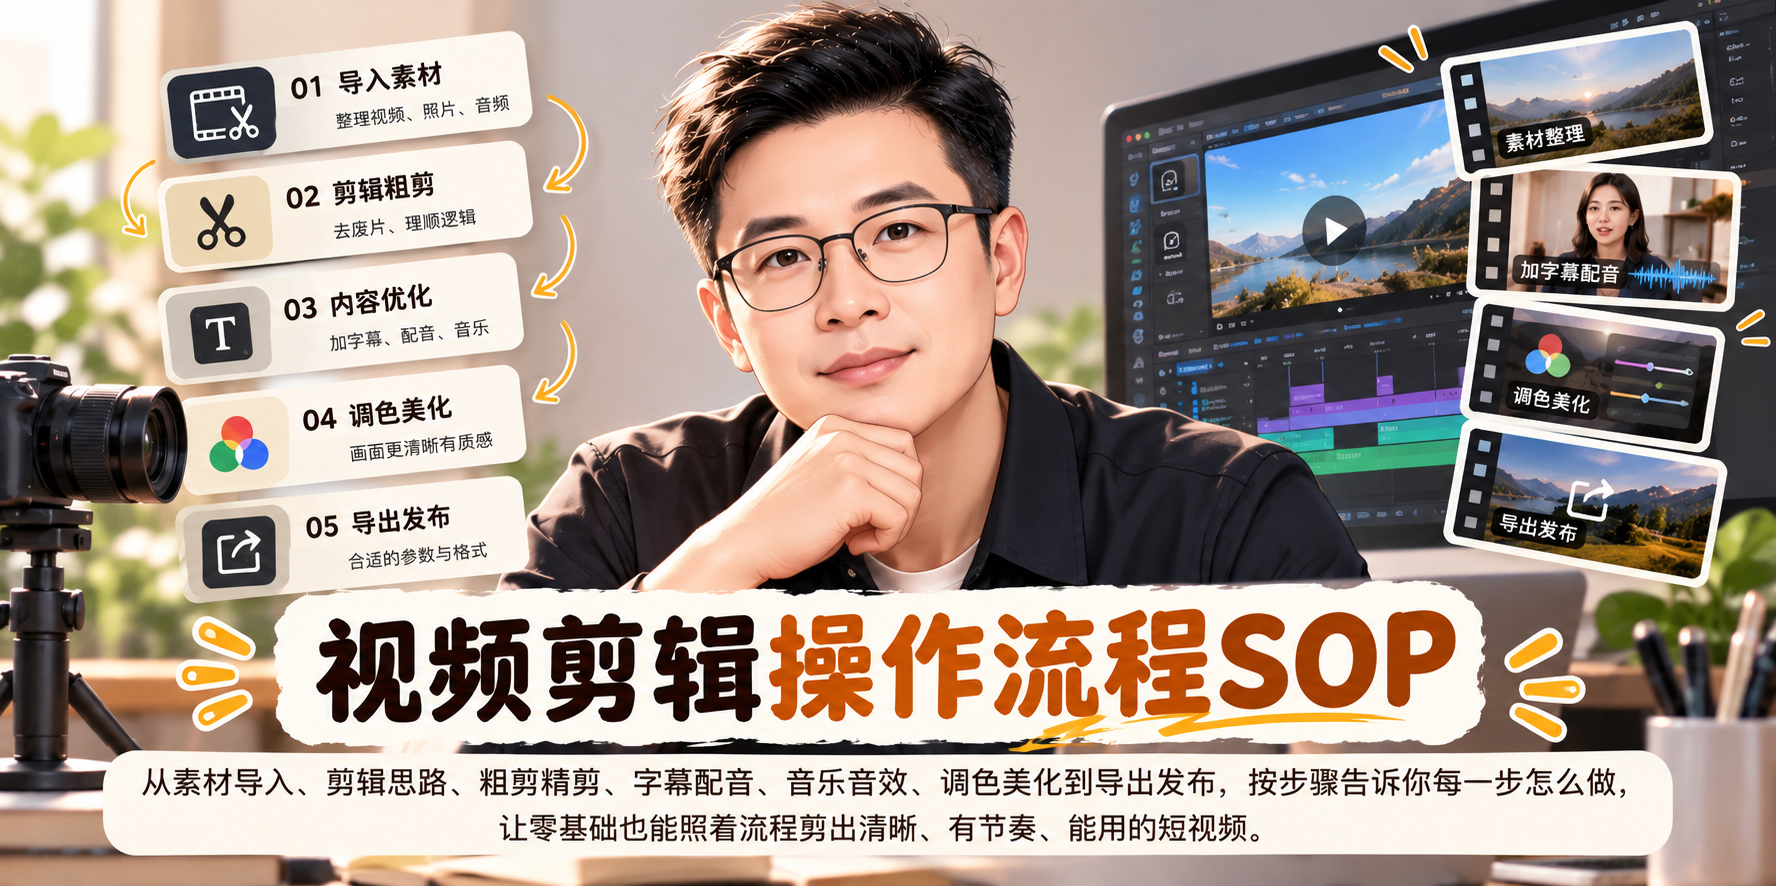 01 导入素材
整理视频、照片、音频
02 剪辑粗剪
去废片、理顺逻辑
03 内容优化
加字幕、配音、音乐
04 调色美化
画面更清晰有质感
05 导出发布
合适的参数与格式
素材整理
加字幕配音
调色美化
导出发布
视频剪辑操作流程SOP
从素材导入、剪辑思路、粗剪精剪、字幕配音、音乐音效、调色美化到导出发布，按步骤告诉你每一步怎么做，
让零基础也能照着流程剪出清晰、有节奏、能用的短视频。